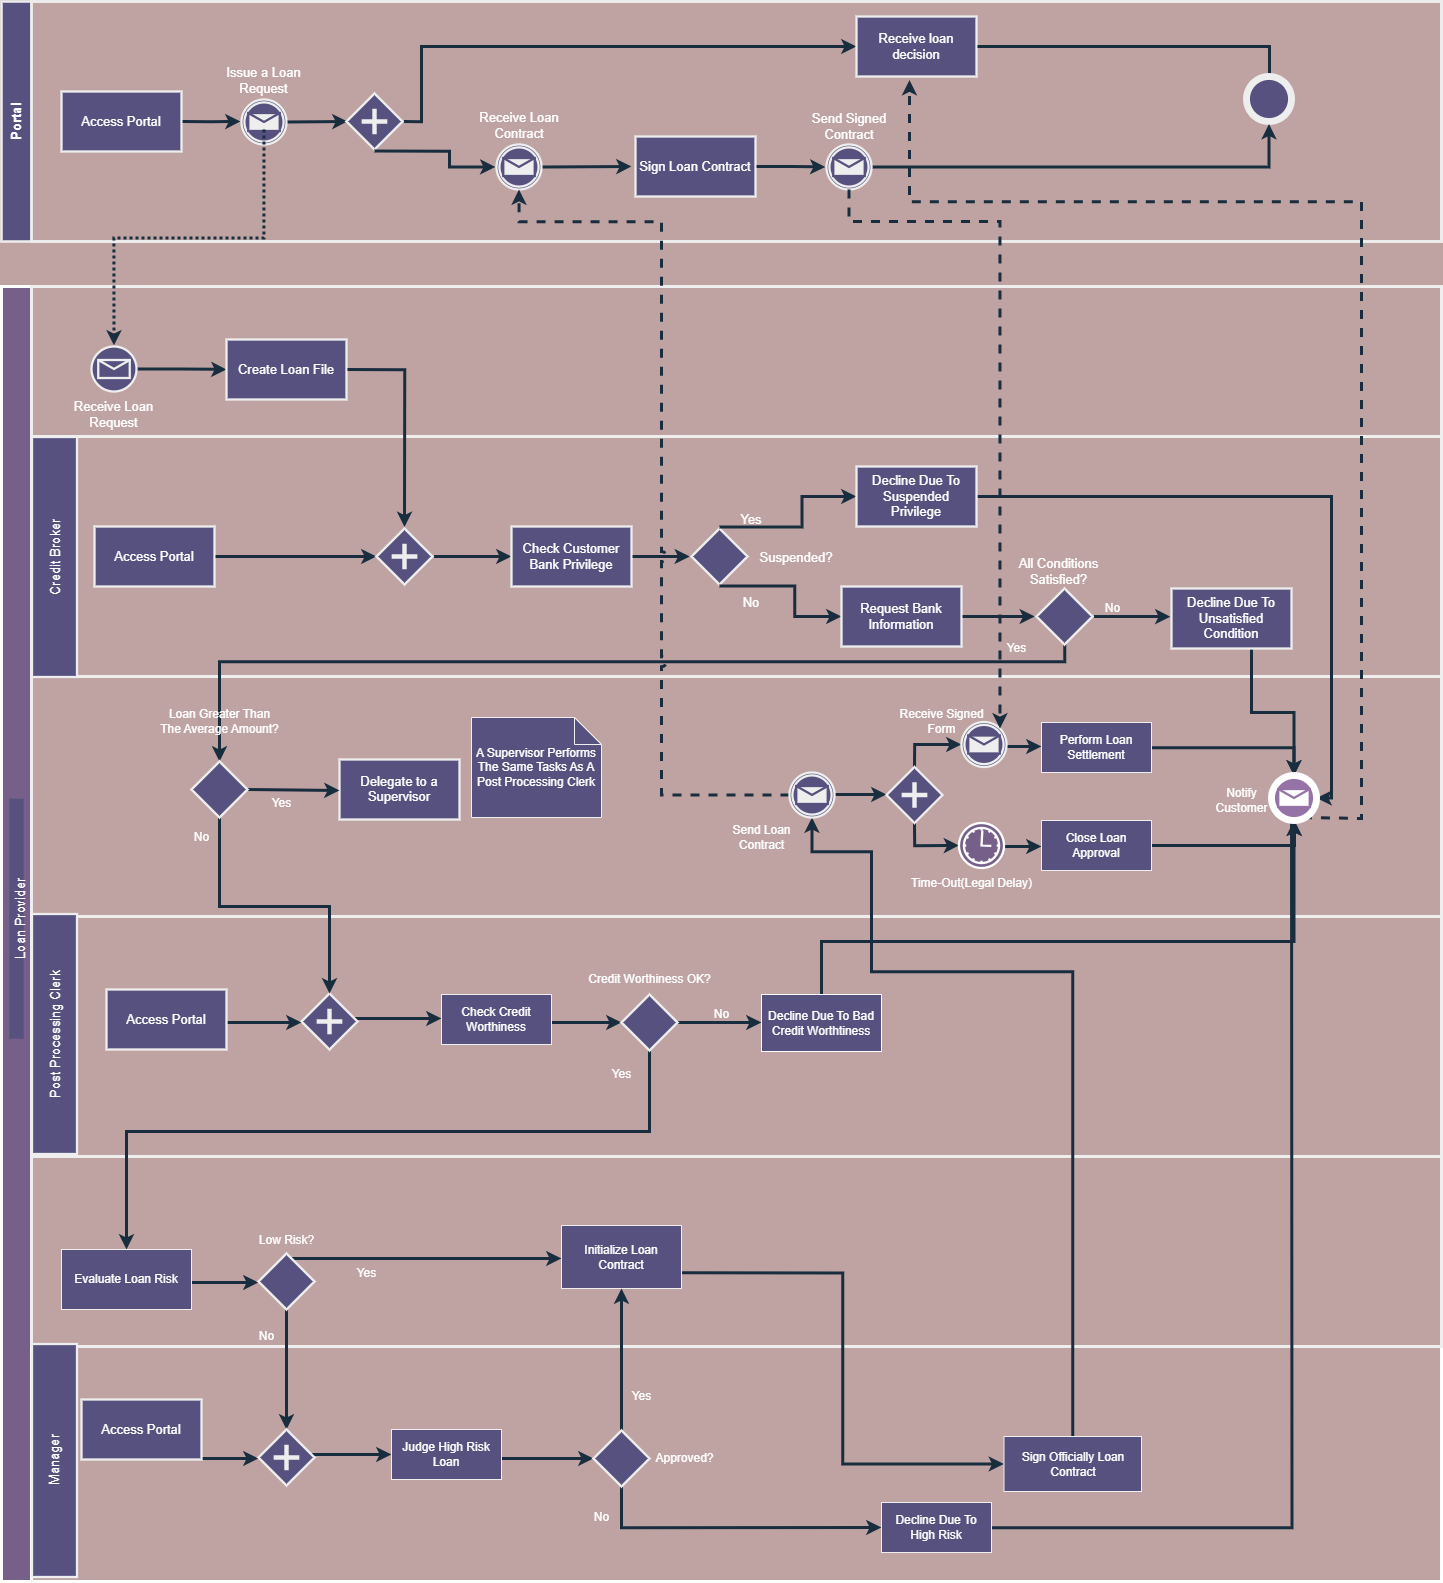 Portal
Receive loan
decision
Issue a Loan
Request
Access Portal
Receive Loan
Contract
Sign Loan Contract
Send Signed
Contract
Loan Provider
Create Loan File
Receive Loan
Request
Credit Broker
Access Portal
Check Customer
Bank Privilege
Yes
Suspended?
No
Decline Due To
Suspended
Privilege
Request Bank
Information
All Conditions
Satisfied?
No
Yes
Decline Due To
Unsatisfied
Condition
Loan Greater Than
The Average Amount?
Yes
No
Delegate to a
Supervisor
A Supervisor Performs
The Same Tasks As A
Post Processing Clerk
Send Loan
Contract
Receive Signed
Form
Perform Loan
Settlement
Time-Out(Legal Delay)
Close Loan
Approval
Notify
Customer
Post Processing Clerk
Access Portal
Check Credit
Worthiness
Credit Worthiness OK?
No
Yes
Decline Due To Bad
Credit Worthtiness
Evaluate Loan Risk
Low Risk?
Yes
No
Initialize Loan
Contract
Manager
Access Portal
Judge High Risk
Loan
Yes
Approved?
No
Sign Officially Loan
Contract
Decline Due To
High Risk